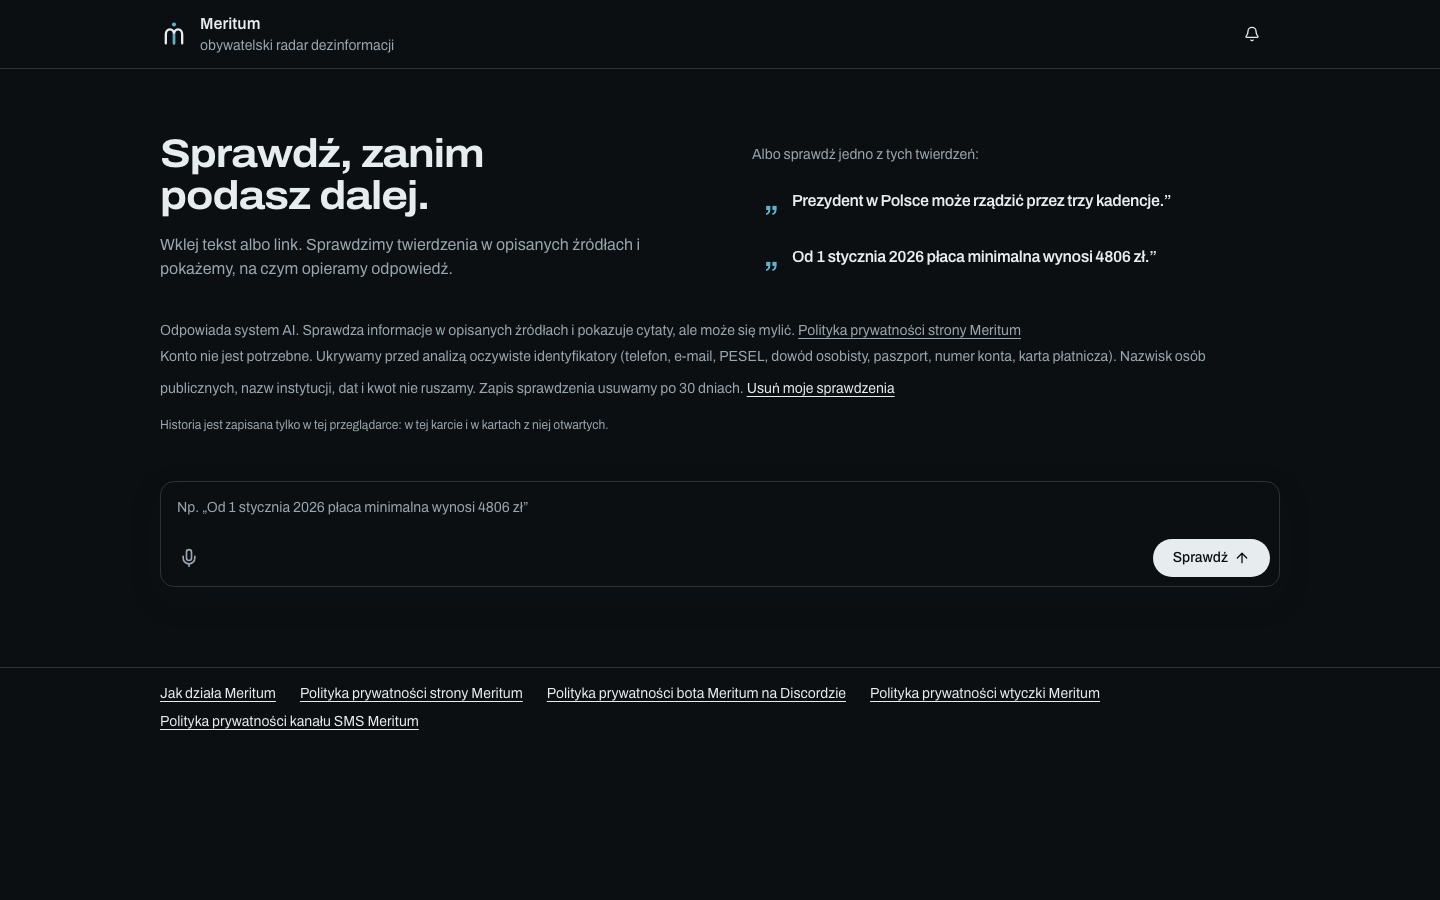 Meritum
obywatelski radar dezinformacji
Sprawdź, zanim
podasz dalej.
Wklej tekst albo link. Sprawdzimy twierdzenia w opisanych źródłach i
pokażemy, na czym opieramy odpowiedź.
Albo sprawdź jedno z tych twierdzeń:
„ Prezydent w Polsce może rządzić przez trzy kadencje.”
„ Od 1 stycznia 2026 płaca minimalna wynosi 4806 zł.”
Odpowiada system AI. Sprawdza informacje w opisanych źródłach i pokazuje cytaty, ale może się mylić. Polityka prywatności strony Meritum
Konto nie jest potrzebne. Ukrywamy przed analizą oczywiste identyfikatory (telefon, e-mail, PESEL, dowód osobisty, paszport, numer konta, karta płatnicza). Nazwisk osób
publicznych, nazw instytucji, dat i kwot nie ruszamy. Zapis sprawdzenia usuwamy po 30 dniach. Usuń moje sprawdzenia
Historia jest zapisana tylko w tej przeglądarce: w tej karcie i w kartach z niej otwartych.
Np. „Od 1 stycznia 2026 płaca minimalna wynosi 4806 zł”
Sprawdź
Jak działa Meritum Polityka prywatności strony Meritum Polityka prywatności bota Meritum na Discordzie Polityka prywatności wtyczki Meritum
Polityka prywatności kanału SMS Meritum